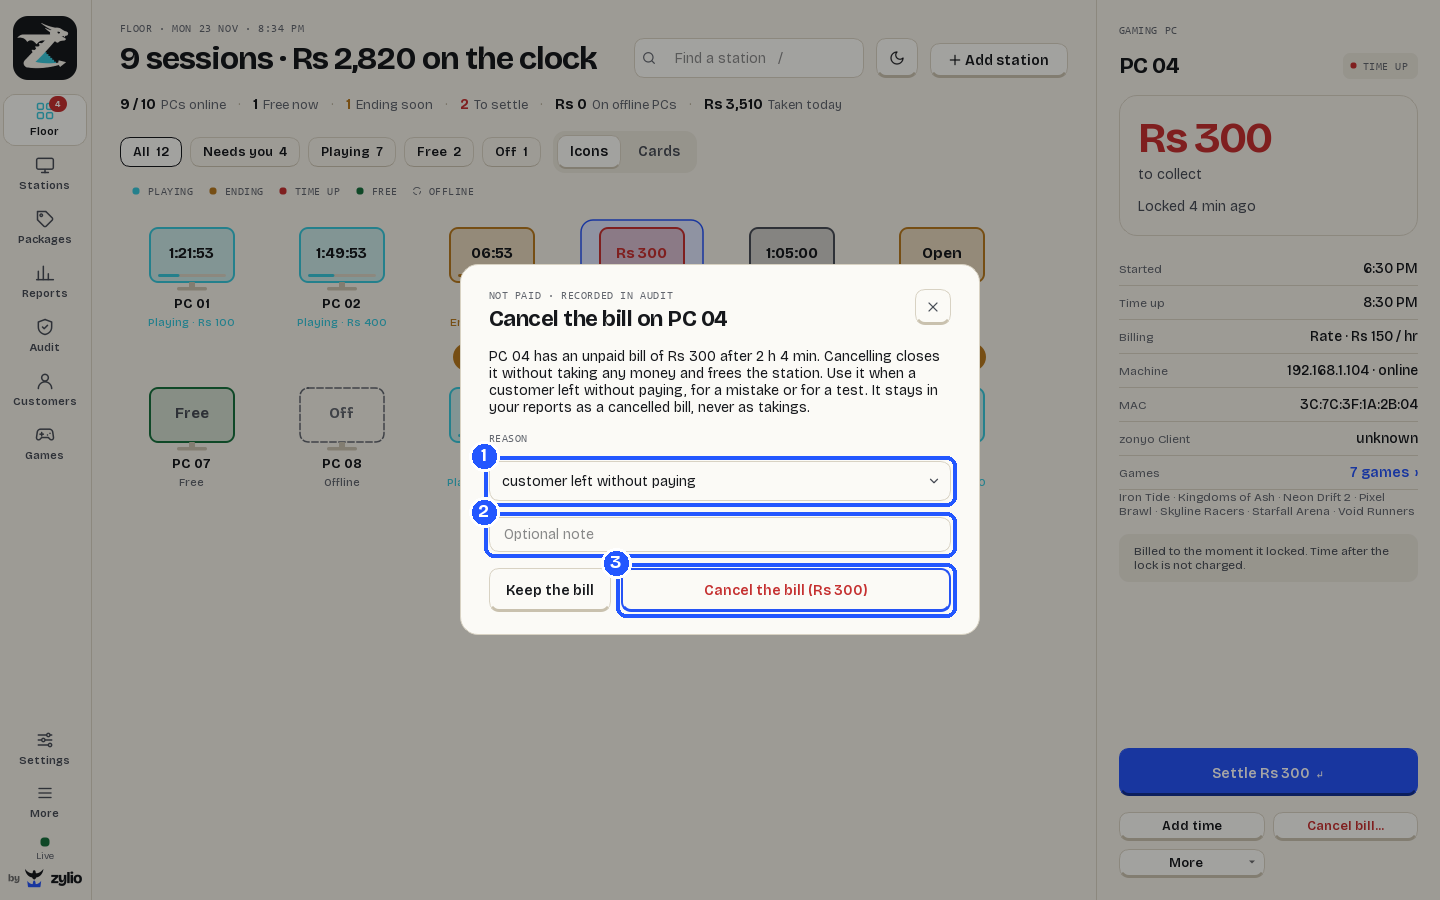 FLOOR · MON 23 NOV · 8:34 PM
9 sessions · Rs 2,820 on the clock
Find a station /
+ Add station
9 / 10 PCs online · 1 Free now · 1 Ending soon · 2 To settle · Rs 0 On offline PCs · Rs 3,510 Taken today
All 12
Needs you 4
Playing 7
Free 2
Off 1
Icons
Cards
PLAYING
ENDING
TIME UP
FREE
OFFLINE
4
Floor
Stations
Packages
Reports
Audit
Customers
Games
Settings
More
Live
by zylio
1:21:53
PC 01
Playing · Rs 100
1:49:53
PC 02
Playing · Rs 400
06:53
Rs 300
1:05:00
Open
Free
PC 07
Free
Off
PC 08
Offline
NOT PAID · RECORDED IN AUDIT
Cancel the bill on PC 04
PC 04 has an unpaid bill of Rs 300 after 2 h 4 min. Cancelling closes
it without taking any money and frees the station. Use it when a
customer left without paying, for a mistake or for a test. It stays in
your reports as a cancelled bill, never as takings.
REASON
1
customer left without paying
2
Optional note
3
Keep the bill
Cancel the bill (Rs 300)
GAMING PC
PC 04
TIME UP
Rs 300
to collect
Locked 4 min ago
Started 6:30 PM
Time up 8:30 PM
Billing Rate · Rs 150 / hr
Machine 192.168.1.104 · online
MAC 3C:7C:3F:1A:2B:04
zonyo Client unknown
Games 7 games ›
Iron Tide · Kingdoms of Ash · Neon Drift 2 · Pixel
Brawl · Skyline Racers · Starfall Arena · Void Runners
Billed to the moment it locked. Time after the
lock is not charged.
Settle Rs 300 ↲
Add time
Cancel bill…
More